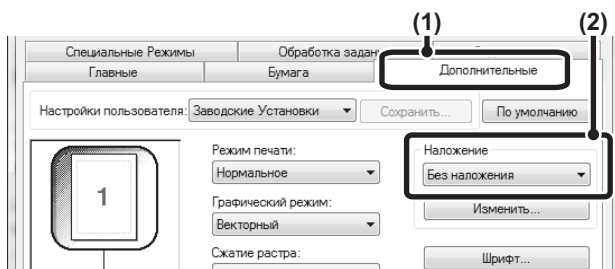 (1) (2)
Специальные Режимы Обработка
Главные Бумага Дополнительные
Настройки пользователя: Заводские Установки Сохранить... По умолчанию
Режим печати: Наложение
1 Нормальное Без наложения
Графический режим: Изменить...
Векторный
Сжатие растра: Шрифт...